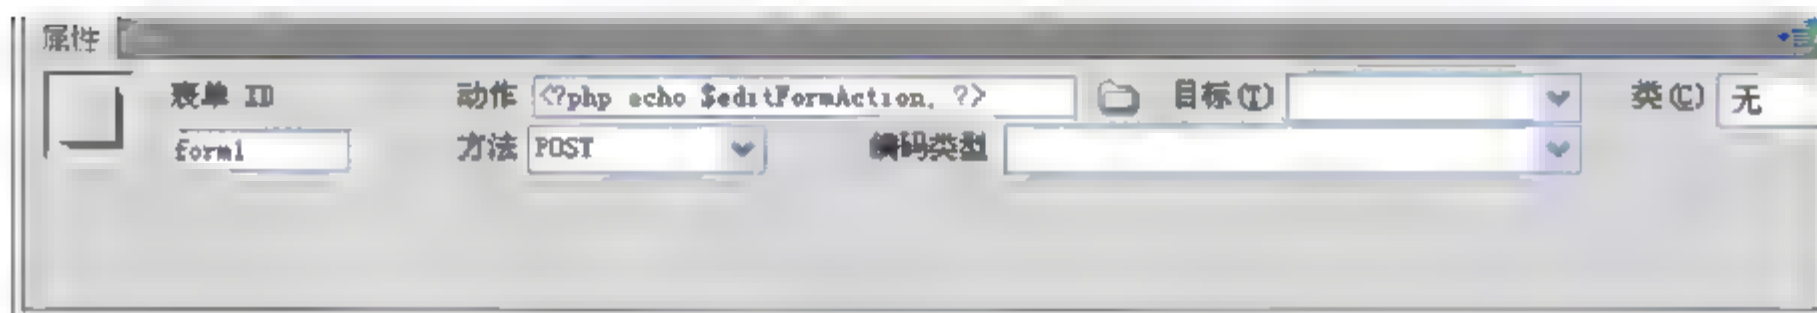 属性
表单 ID 动作 <?php echo $editFormAction; ?> 目标(T) 类(C) 无
form1 方法 POST 编码类型